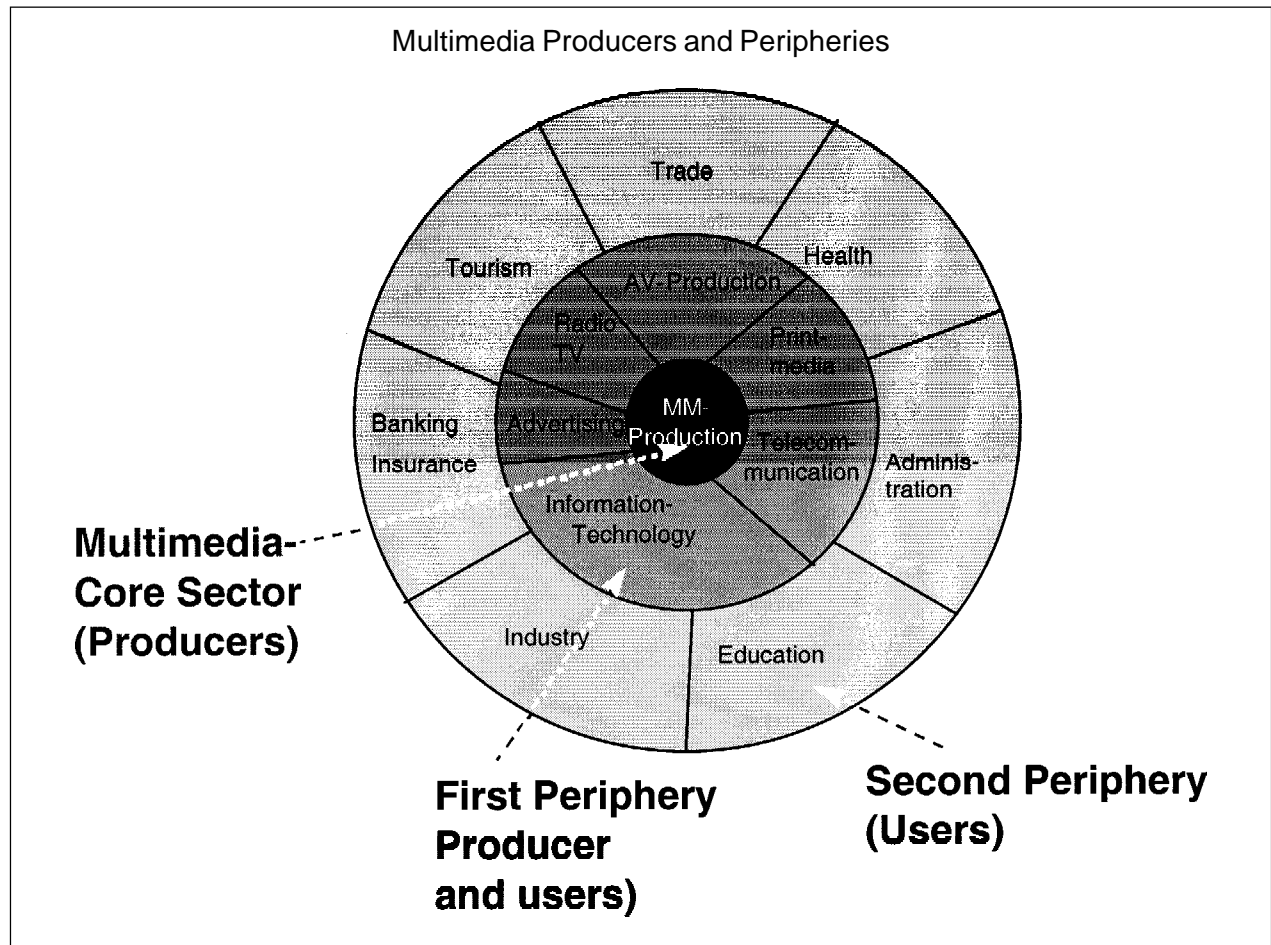 Multimedia Producers and Peripheries
Trade
Health
Tourism
AV-Production
Radio
TV
Print-
media
MM-
Production
Banking
Insurance
Advertising
Telecom-
munication
Adminis-
tration
Information-
Technology
Multimedia-
Core Sector
(Producers)
Industry
Education
First Periphery
Producer
and users)
Second Periphery
(Users)